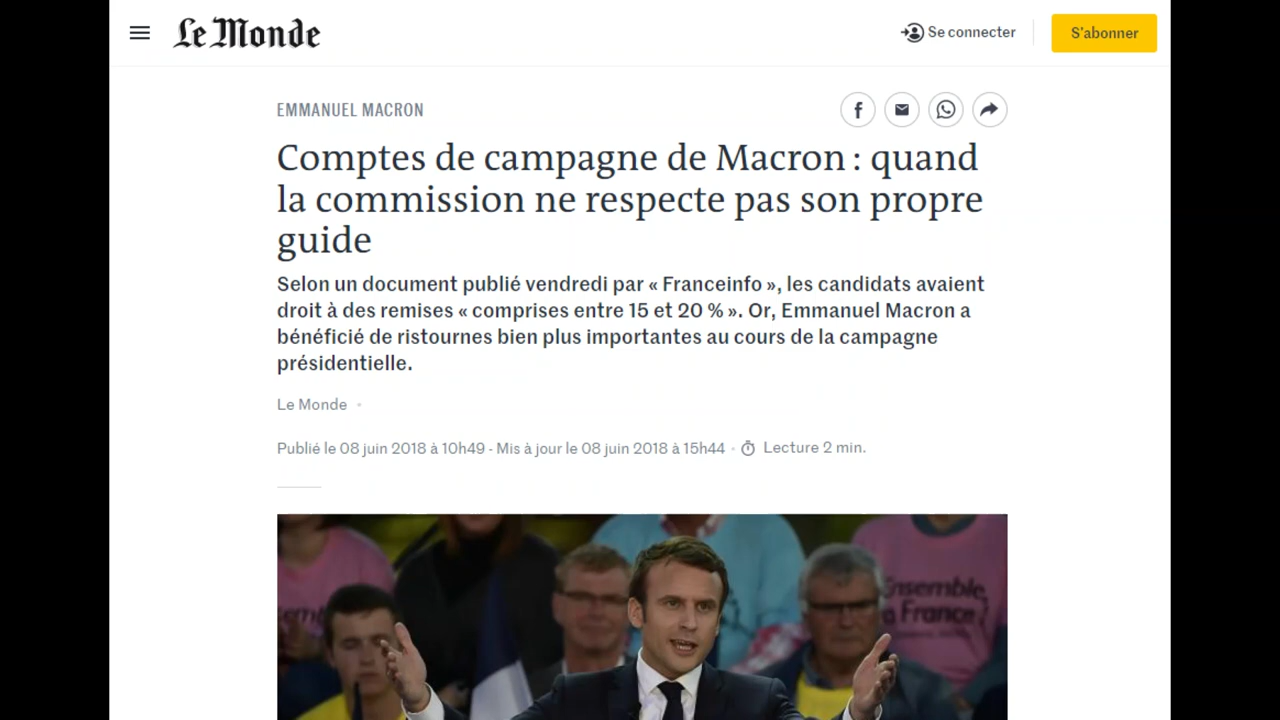 Le Monde
Se connecter
S'abonner
EMMANUEL MACRON
Comptes de campagne de Macron : quand
la commission ne respecte pas son propre
guide
Selon un document publié vendredi par « Franceinfo », les candidats avaient
droit à des remises « comprises entre 15 et 20 % ». Or, Emmanuel Macron a
bénéficié de ristournes bien plus importantes au cours de la campagne
présidentielle.
Le Monde
Publié le 08 juin 2018 à 10h49 - Mis à jour le 08 juin 2018 à 15h44 • Lecture 2 min.
Ensemble
la France !